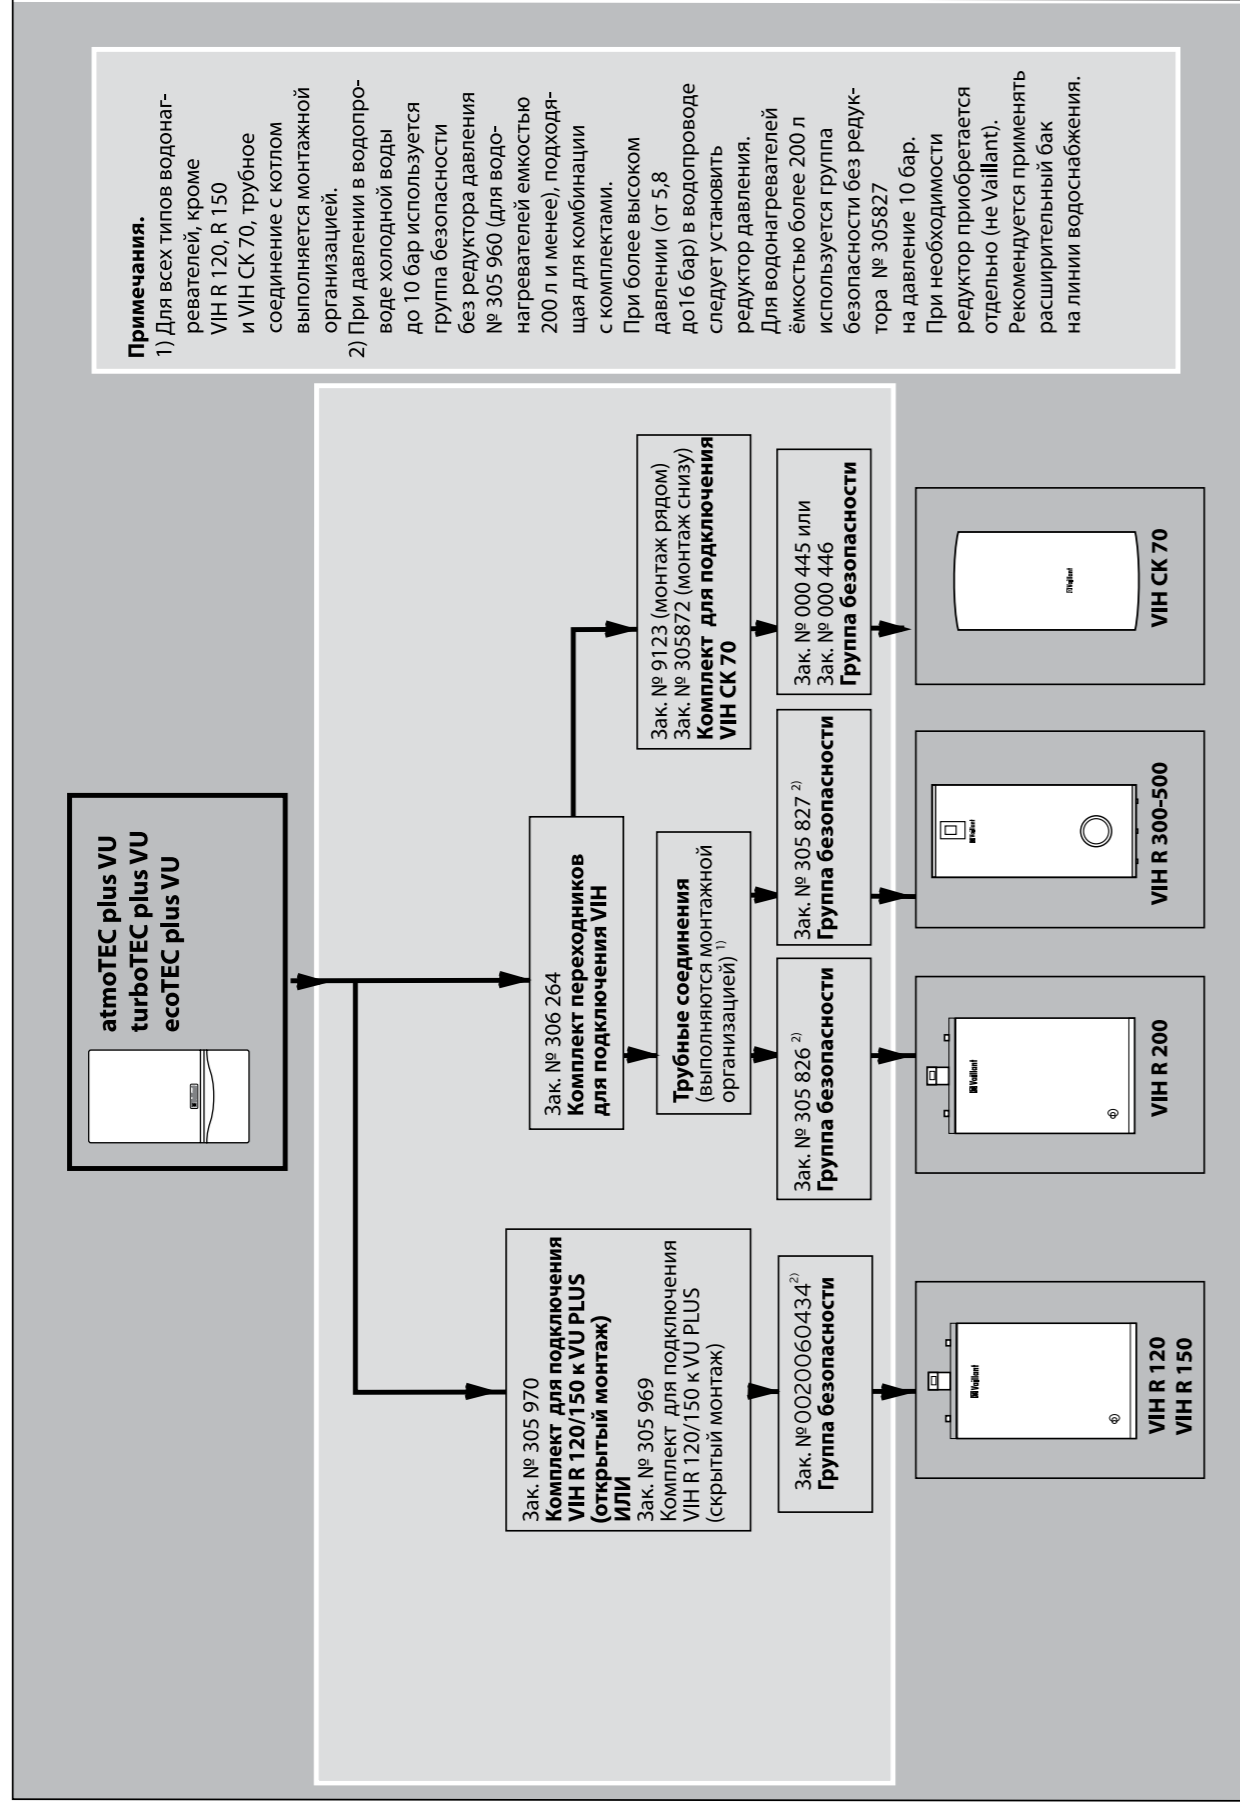 atmoTEC plus VU
turboTEC plus VU
ecoTEC plus VU
Зак. № 305 970
Комплект для подключения
VIH R 120/150 к VU PLUS
(открытый монтаж)
ИЛИ
Зак. № 305 969
Комплект для подключения
VIH R 120/150 к VU PLUS
(скрытый монтаж)
Зак. №0020060434 2)
Группа безопасности
Vaillant
VIH R 120
VIH R 150
Зак. № 306 264
Комплект переходников
для подключения VIH
Трубные соединения
(выполняются монтажной
организацией) 1)
Зак. № 305 826 2)
Группа безопасности
Vaillant
VIH R 200
Зак. № 305 827 2)
Группа безопасности
Vaillant
VIH R 300-500
Зак. № 9123 (монтаж рядом)
Зак. № 305872 (монтаж снизу)
Комплект для подключения
VIH CK 70
Зак. № 000 445 или
Зак. № 000 446
Группа безопасности
Vaillant
VIH CK 70
Примечания.
1) Для всех типов водонаг-
ревателей, кроме
VIH R 120, R 150
и VIH CK 70, трубное
соединение с котлом
выполняется монтажной
организацией.
2) При давлении в водопро-
воде холодной воды
до 10 бар используется
группа безопасности
без редуктора давления
№ 305 960 (для водо-
нагревателей емкостью
200 л и менее), подходя-
щая для комбинации
с комплектами.
При более высоком
давлении (от 5,8
до16 бар) в водопроводе
следует установить
редуктор давления.
Для водонагревателей
ёмкостью более 200 л
используется группа
безопасности без редук-
тора № 305827
на давление 10 бар.
При необходимости
редуктор приобретается
отдельно (не Vaillant).
Рекомендуется применять
расширительный бак
на линии водоснабжения.